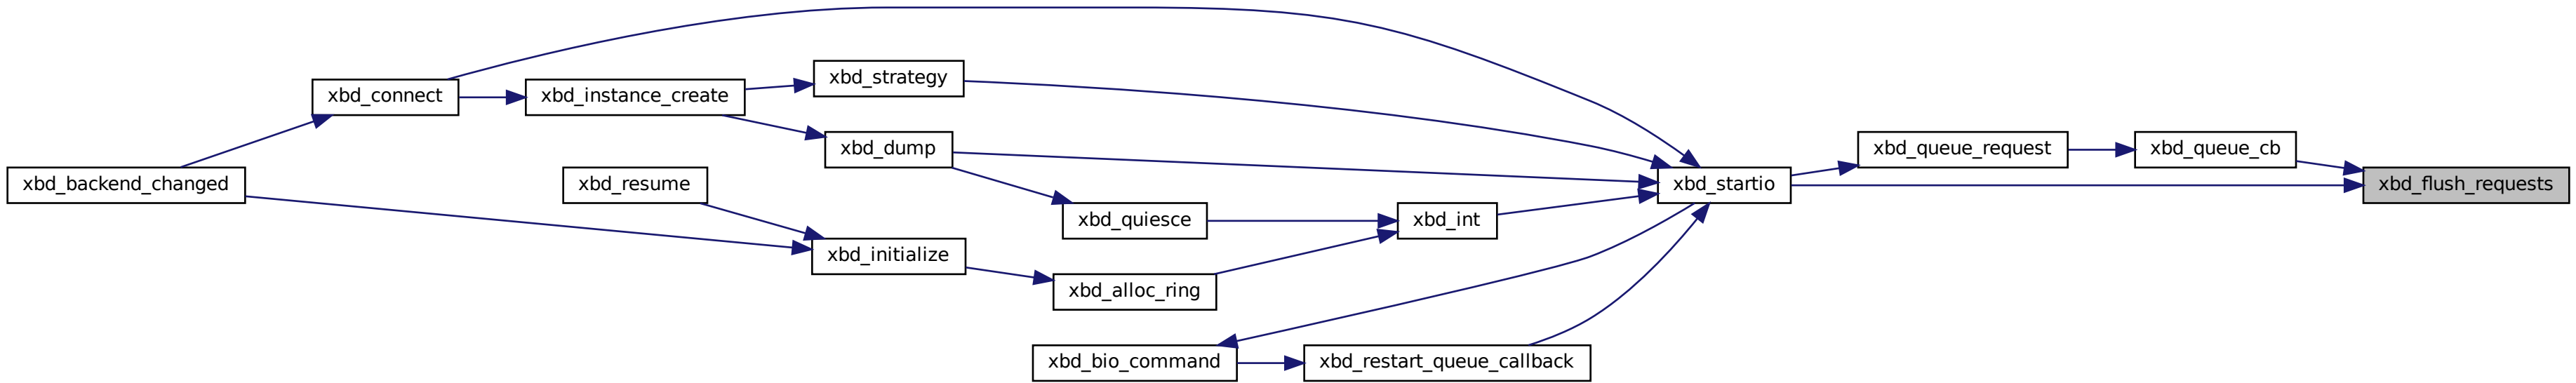 xbd_strategy
xbd_connect
xbd_instance_create
xbd_dump
xbd_queue_request
xbd_queue_cb
xbd_backend_changed
xbd_resume
xbd_startio
xbd_flush_requests
xbd_quiesce
xbd_int
xbd_initialize
xbd_alloc_ring
xbd_bio_command
xbd_restart_queue_callback